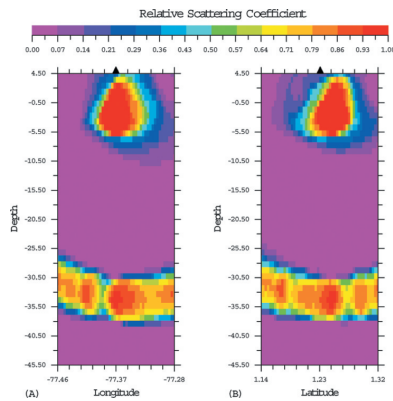 Relative Scattering Coefficient
0.00 0.07 0.14 0.21 0.29 0.36 0.43 0.50 0.57 0.64 0.71 0.79 0.86 0.93 1.00
4.50 4.50
-0.50 -0.50
-5.50 -5.50
-10.50 -10.50
-15.50 -15.50
-20.50 -20.50
Depth Depth
-25.50 -25.50
-30.50 -30.50
-35.50 -35.50
-40.50 -40.50
-45.50 -45.50
-77.46 -77.37 -77.28 1.14 1.23 1.32
(A) Longitude (B) Latitude